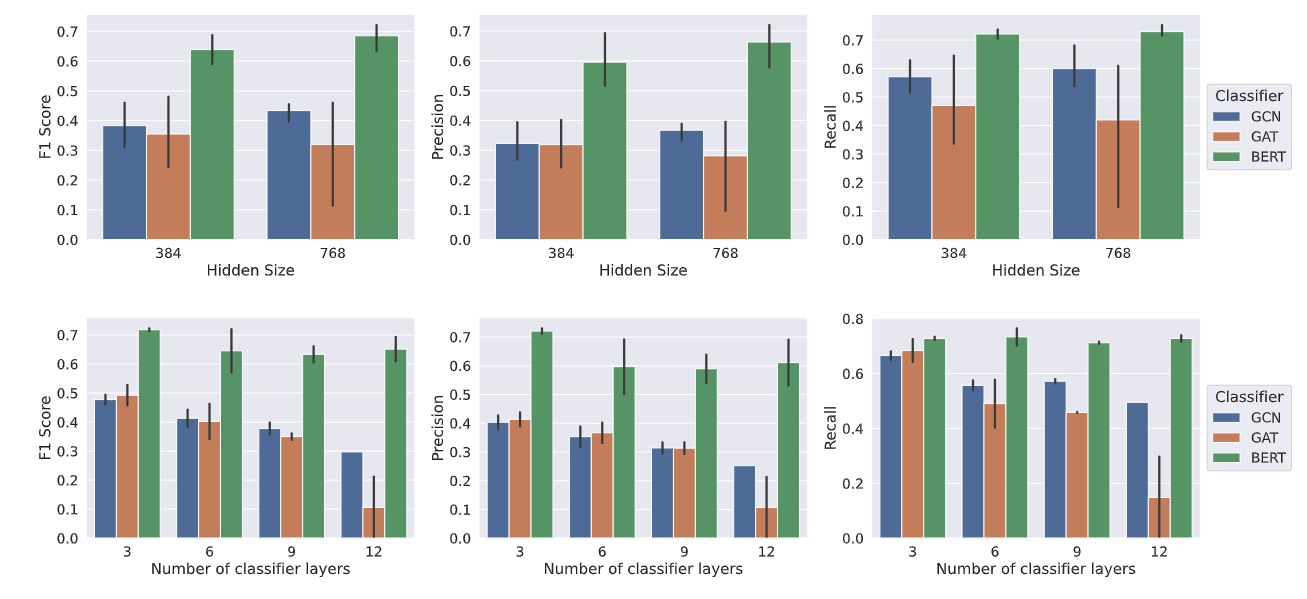 0.7
0.6
0.5
0.4
0.3
0.2
0.1
0.0
F1 Score
384 768
Hidden Size
0.7
0.6
0.5
0.4
0.3
0.2
0.1
0.0
Precision
384 768
Hidden Size
0.7
0.6
0.5
0.4
0.3
0.2
0.1
0.0
Recall
384 768
Hidden Size
Classifier
GCN
GAT
BERT
0.7
0.6
0.5
0.4
0.3
0.2
0.1
0.0
F1 Score
3 6 9 12
Number of classifier layers
0.7
0.6
0.5
0.4
0.3
0.2
0.1
0.0
Precision
3 6 9 12
Number of classifier layers
0.8
0.6
0.4
0.2
0.0
Recall
3 6 9 12
Number of classifier layers
Classifier
GCN
GAT
BERT